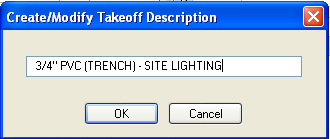 Create/Modify Takeoff Description
3/4" PVC (TRENCH) - SITE LIGHTING
OK
Cancel